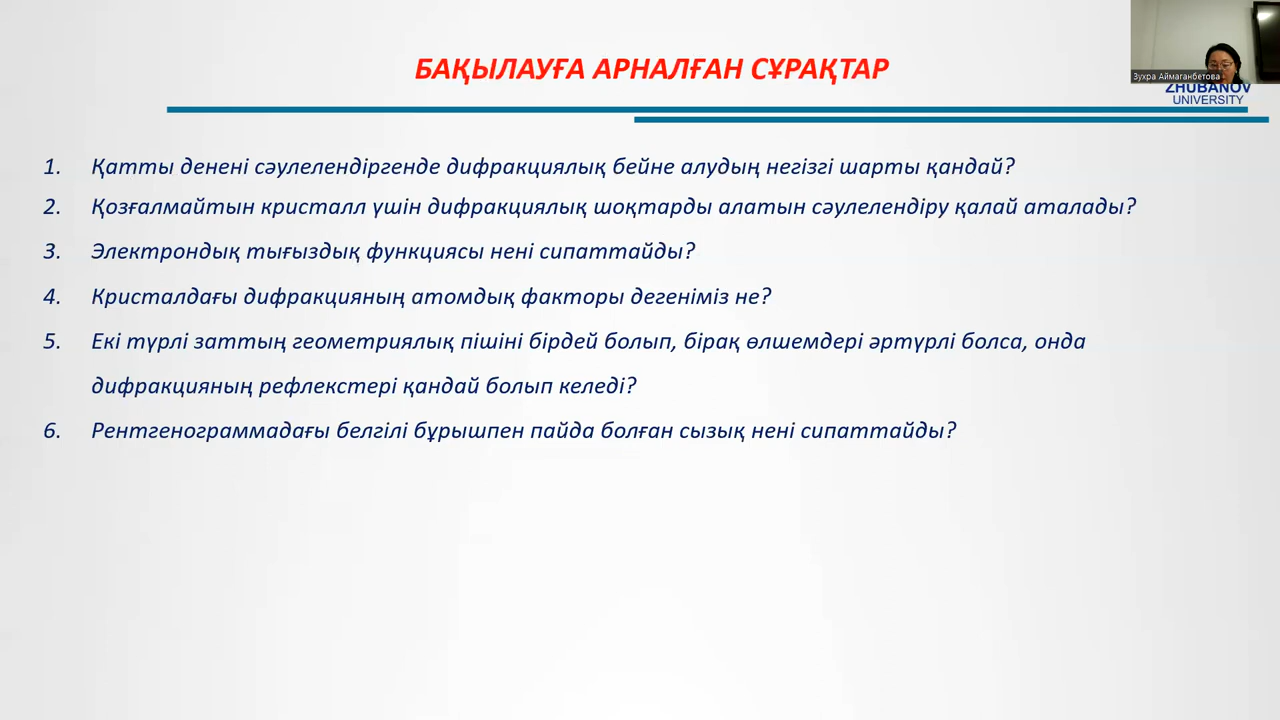 БАҚЫЛАУҒА АРНАЛҒАН СҰРАҚТАР
Зухра Аймаганбетова
ZHUBANOV
UNIVERSITY
1. Қатты денені сәулелендіргенде дифракциялық бейне алудың негізгі шарты қандай?
2. Қозғалмайтын кристалл үшін дифракциялық шоқтарды алатын сәулелендіру қалай аталады?
3. Электрондық тығыздық функциясы нені сипаттайды?
4. Кристалдағы дифракцияның атомдық факторы дегеніміз не?
5. Екі түрлі заттың геометриялық пішіні бірдей болып, бірақ өлшемдері әртүрлі болса, онда
дифракцияның рефлекстері қандай болып келеді?
6. Рентгенограммадағы белгілі бұрышпен пайда болған сызық нені сипаттайды?